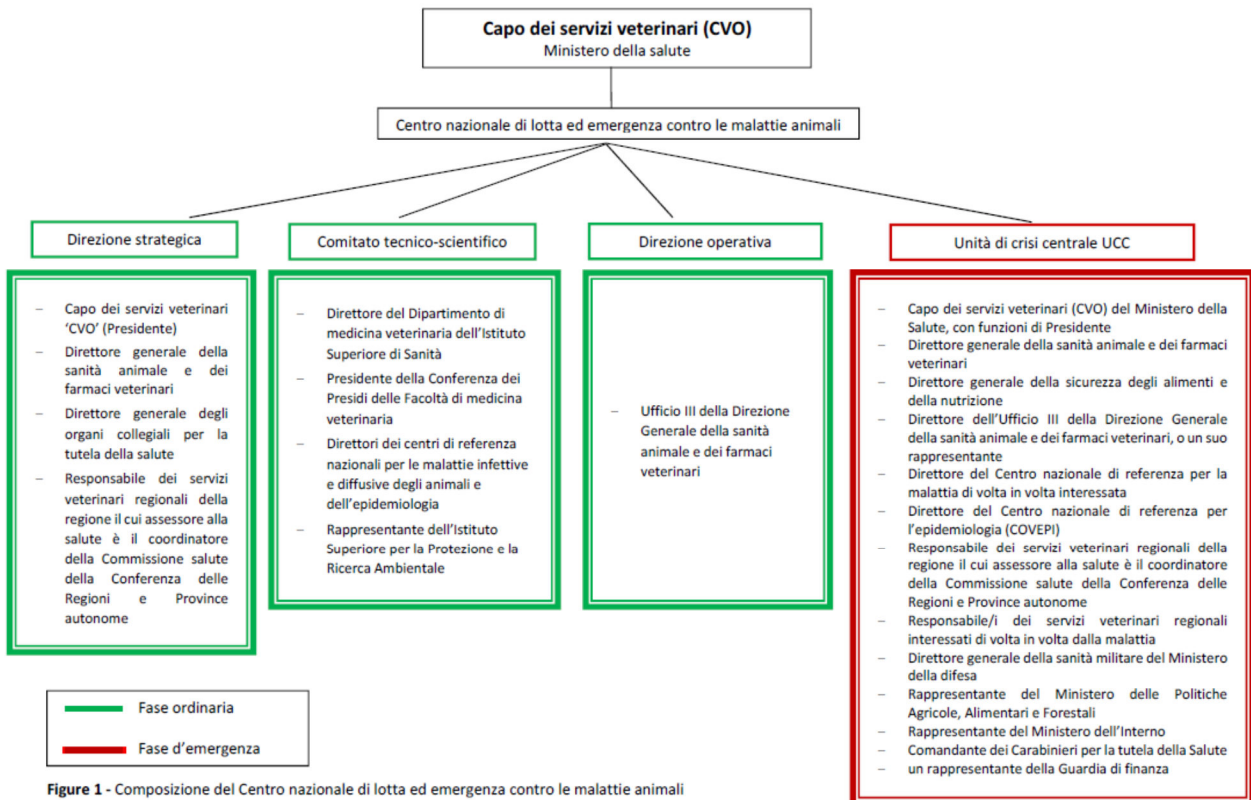 Capo dei servizi veterinari (CVO)
Ministero della salute
Centro nazionale di lotta ed emergenza contro le malattie animali
Direzione strategica
– Capo dei servizi veterinari
‘CVO’ (Presidente)
– Direttore generale della
sanità animale e dei
farmaci veterinari
– Direttore generale degli
organi collegiali per la
tutela della salute
– Responsabile dei servizi
veterinari regionali della
regione il cui assessore alla
salute è il coordinatore
della Commissione salute
della Conferenza delle
Regioni e Province
autonome
Comitato tecnico-scientifico
– Direttore del Dipartimento di
medicina veterinaria dell’Istituto
Superiore di Sanità
– Presidente della Conferenza dei
Presidi delle Facoltà di medicina
veterinaria
– Direttori dei centri di referenza
nazionali per le malattie infettive
e diffusive degli animali e
dell’epidemiologia
– Rappresentante dell’Istituto
Superiore per la Protezione e la
Ricerca Ambientale
Direzione operativa
– Ufficio III della Direzione
Generale della sanità
animale e dei farmaci
veterinari
Unità di crisi centrale UCC
– Capo dei servizi veterinari (CVO) del Ministero della
Salute, con funzioni di Presidente
– Direttore generale della sanità animale e dei farmaci
veterinari
– Direttore generale della sicurezza degli alimenti e
della nutrizione
– Direttore dell’Ufficio III della Direzione Generale
della sanità animale e dei farmaci veterinari, o un suo
rappresentante
– Direttore del Centro nazionale di referenza per la
malattia di volta in volta interessata
– Direttore del Centro nazionale di referenza per
l’epidemiologia (COVEPI)
– Responsabile dei servizi veterinari regionali della
regione il cui assessore alla salute è il coordinatore
della Commissione salute della Conferenza delle
Regioni e Province autonome
– Responsabile/i dei servizi veterinari regionali
interessati di volta in volta dalla malattia
– Direttore generale della sanità militare del Ministero
della difesa
– Rappresentante del Ministero delle Politiche
Agricole, Alimentari e Forestali
– Rappresentante del Ministero dell’Interno
– Comandante dei Carabinieri per la tutela della Salute
– un rappresentante della Guardia di finanza
Fase ordinaria
Fase d’emergenza
Figure 1 - Composizione del Centro nazionale di lotta ed emergenza contro le malattie animali